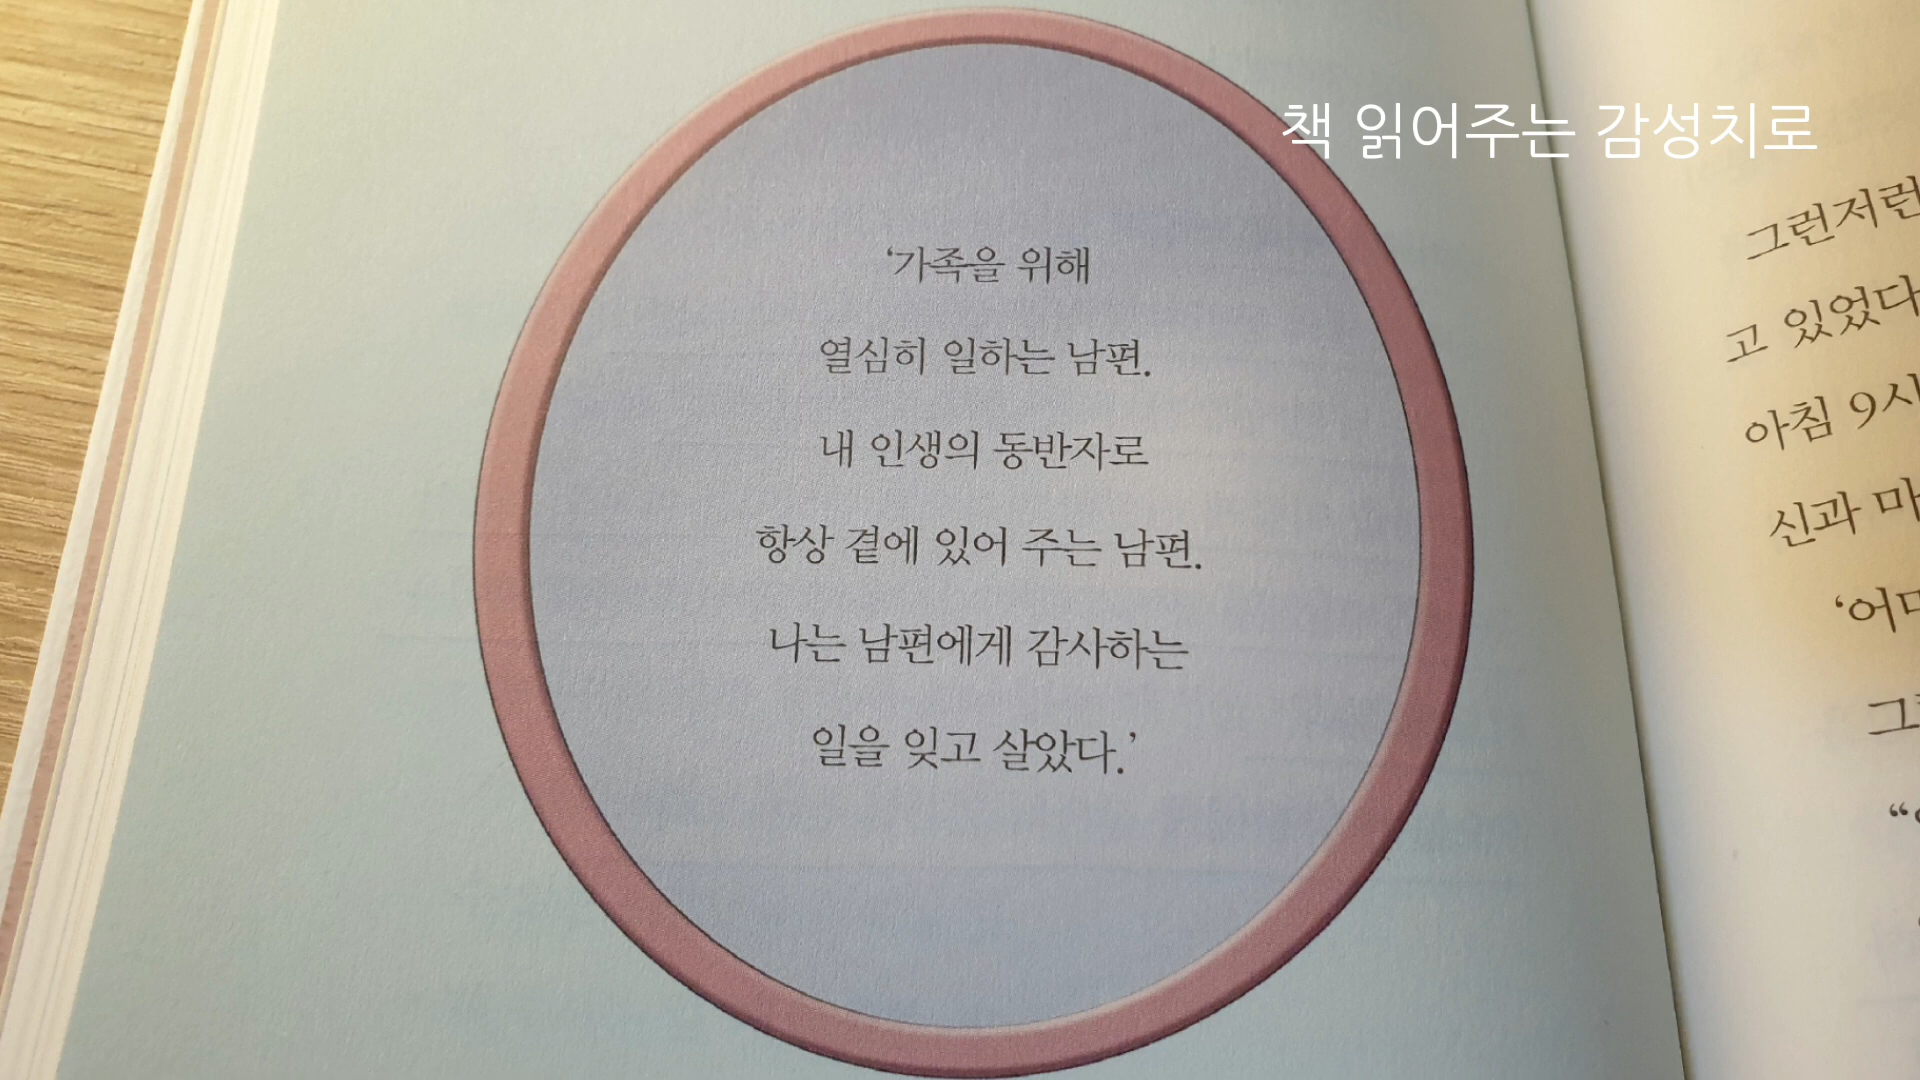 책 읽어주는 감성치로
‘가족을 위해
열심히 일하는 남편.
내 인생의 동반자로
항상 곁에 있어 주는 남편.
나는 남편에게 감사하는
일을 잊고 살았다.’
그런저런
고 있었다
아침 9시
신과 마
‘어머